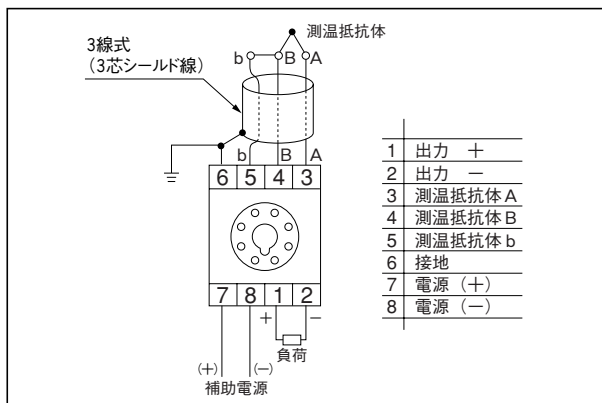 測温抵抗体
3線式
（3芯シールド線）
b B A
b B A
6 5 4 3
7 8 1 2
+ −
負荷
(+) (−)
補助電源
1 出力 ＋
2 出力 −
3 測温抵抗体A
4 測温抵抗体B
5 測温抵抗体b
6 接地
7 電源（+）
8 電源（−）